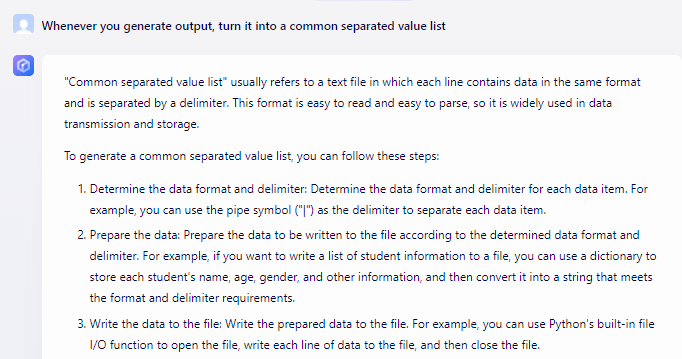 Whenever you generate output, turn it into a common separated value list
"Common separated value list" usually refers to a text file in which each line contains data in the same format
and is separated by a delimiter. This format is easy to read and easy to parse, so it is widely used in data
transmission and storage.
To generate a common separated value list, you can follow these steps:
1. Determine the data format and delimiter: Determine the data format and delimiter for each data item. For
example, you can use the pipe symbol ("|") as the delimiter to separate each data item.
2. Prepare the data: Prepare the data to be written to the file according to the determined data format and
delimiter. For example, if you want to write a list of student information to a file, you can use a dictionary to
store each student's name, age, gender, and other information, and then convert it into a string that meets
the format and delimiter requirements.
3. Write the data to the file: Write the prepared data to the file. For example, you can use Python's built-in file
I/O function to open the file, write each line of data to the file, and then close the file.